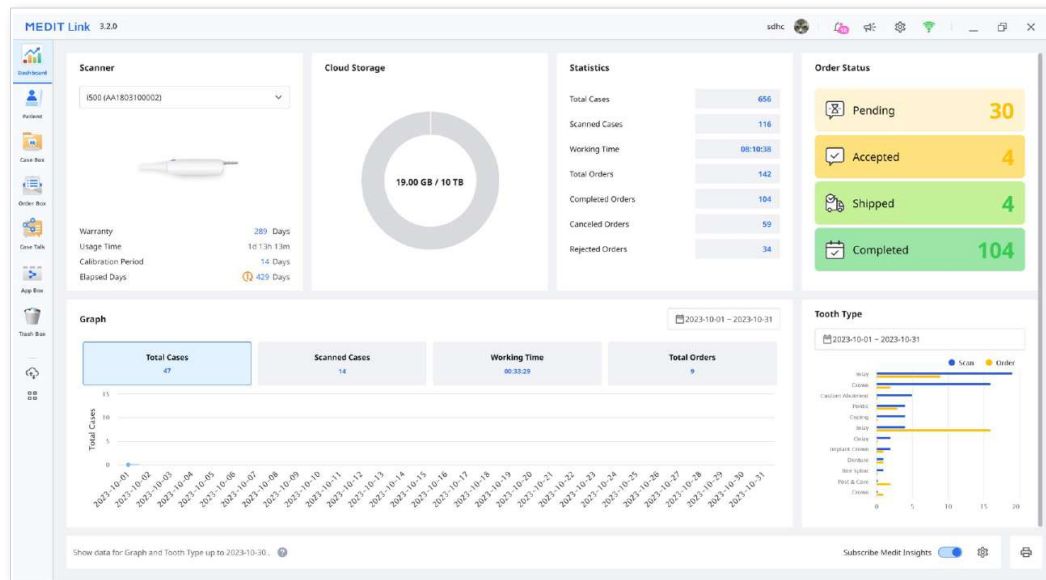 MEDIT Link 3.2.0
sdhc
Dashboard
Patient
Case Box
Order Box
Case Talk
App Box
Trash Box
Scanner
i500 (AA1803100002)
Warranty 289 Days
Usage Time 1d 13h 13m
Calibration Period 14 Days
Elapsed Days 429 Days
Cloud Storage
19.00 GB / 10 TB
Statistics
Total Cases 656
Scanned Cases 116
Working Time 08:10:38
Total Orders 142
Completed Orders 104
Canceled Orders 59
Rejected Orders 34
Order Status
Pending 30
Accepted 4
Shipped 4
Completed 104
Graph
2023-10-01 ~ 2023-10-31
Total Cases
47
Scanned Cases
14
Working Time
00:33:29
Total Orders
9
Total Cases
15
10
5
0
2023-10-01
2023-10-02
2023-10-03
2023-10-04
2023-10-05
2023-10-06
2023-10-07
2023-10-08
2023-10-09
2023-10-10
2023-10-11
2023-10-12
2023-10-13
2023-10-14
2023-10-15
2023-10-16
2023-10-17
2023-10-18
2023-10-19
2023-10-20
2023-10-21
2023-10-22
2023-10-23
2023-10-24
2023-10-25
2023-10-26
2023-10-27
2023-10-28
2023-10-29
2023-10-30
2023-10-31
Tooth Type
2023-10-01 ~ 2023-10-31
Scan Order
Inlay
Crown
Custom Abutment
Pontic
Coping
Inlay
Onlay
Implant Crown
Denture
Post & Core
Crown
0 5 10 15 20
Show data for Graph and Tooth Type up to 2023-10-30 .
Subscribe Medit Insights